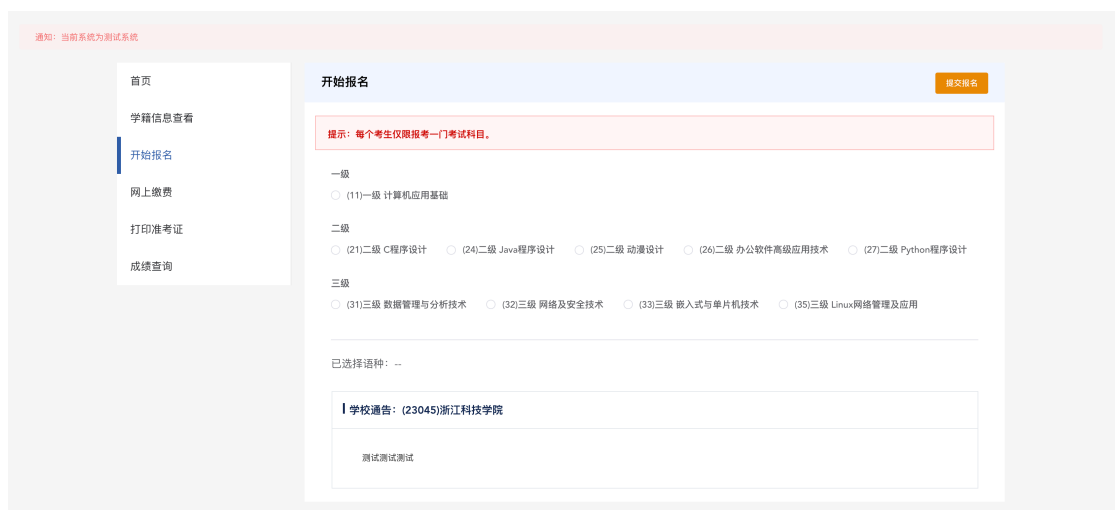 通知：当前系统为测试系统
首页
学籍信息查看
开始报名
网上缴费
打印准考证
成绩查询
开始报名 提交报名
提示：每个考生仅限报考一门考试科目。
一级
(11)一级 计算机应用基础
二级
(21)二级 C程序设计 (24)二级 Java程序设计 (25)二级 动漫设计 (26)二级 办公软件高级应用技术 (27)二级 Python程序设计
三级
(31)三级 数据管理与分析技术 (32)三级 网络及安全技术 (33)三级 嵌入式与单片机技术 (35)三级 Linux网络管理及应用
已选择语种：--
学校通告：(23045)浙江科技学院
测试测试测试